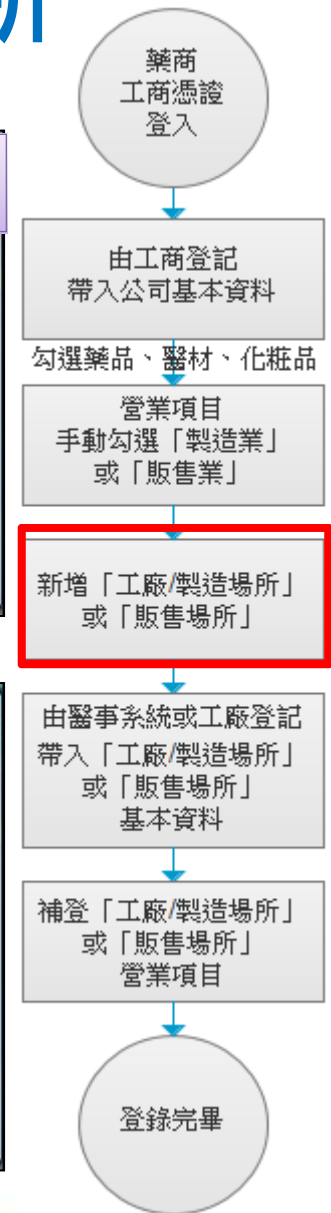 所
藥商
工商憑證
登入
由工商登記
帶入公司基本資料
勾選藥品、醫材、化粧品
營業項目
手動勾選「製造業」
或「販售業」
新增「工廠/製造場所」
或「販售場所」
由醫事系統或工廠登記
帶入「工廠/製造場所」
或「販售場所」
基本資料
補登「工廠/製造場所」
或「販售場所」
營業項目
登錄完畢